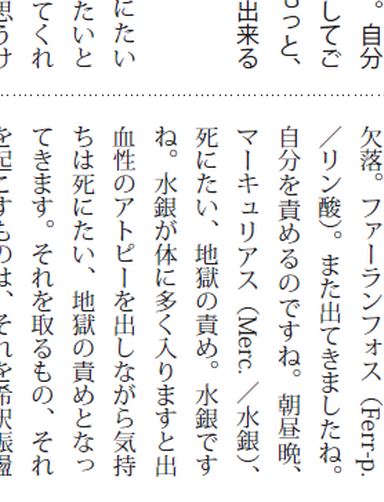 。自分
してご
っと、
出来る
にたい
たいと
てくれ
思うけ
欠落。ファーランフォス（Ferr-p.
／リン酸）。また出てきましたね。
自分を責めるのですね。朝昼晩、
マーキュリアス（Merc. ／水銀）、
死にたい、地獄の責め。水銀です
ね。水銀が体に多く入りますと出
血性のアトピーを出しながら気持
ちは死にたい、地獄の責めとなっ
てきます。それを取るもの、それ
を起こすものは、それを希釈振盪